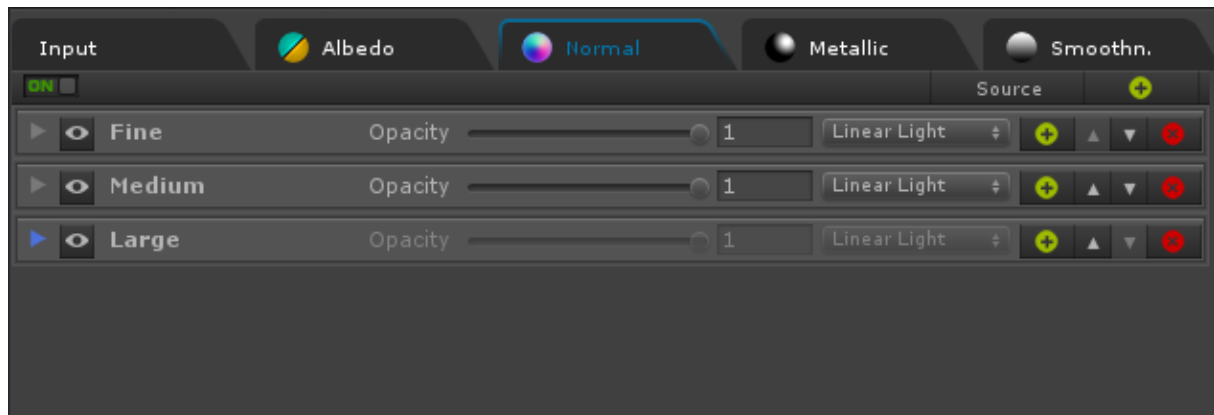 Input Albedo Normal Metallic Smoothn.
ON Source
Fine Opacity 1 Linear Light
Medium Opacity 1 Linear Light
Large Opacity 1 Linear Light